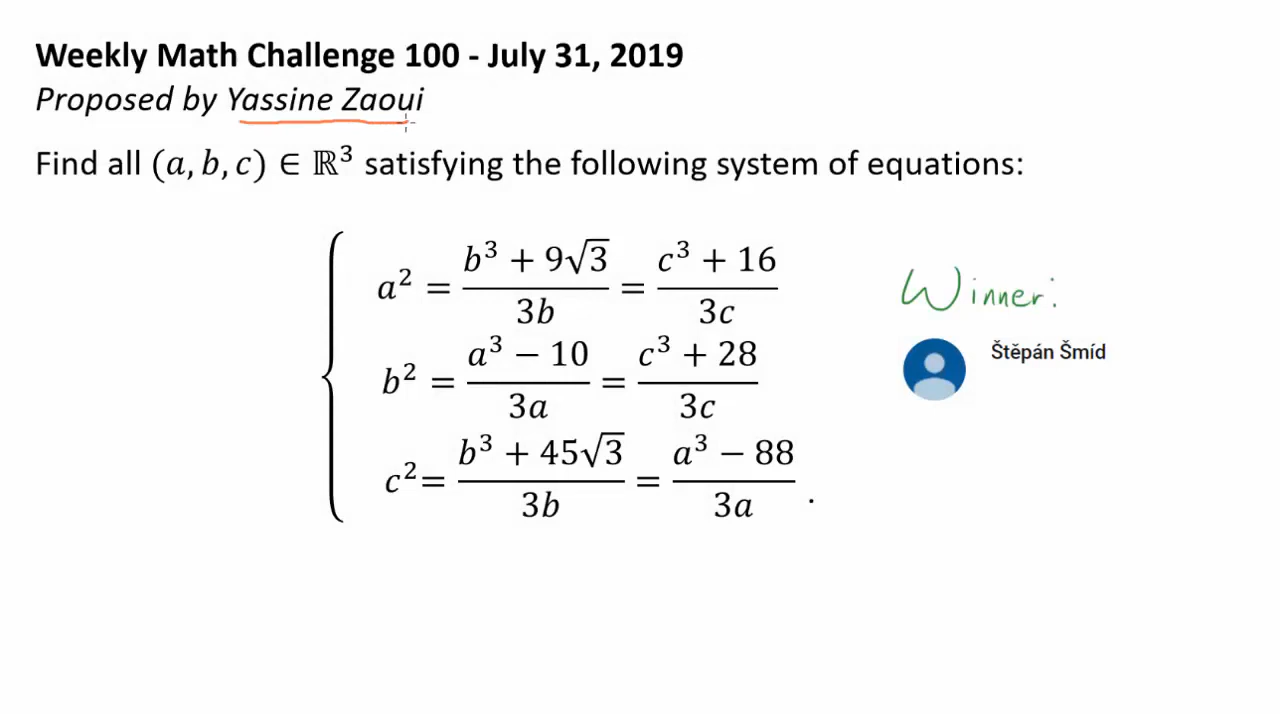 Weekly Math Challenge 100 - July 31, 2019
Proposed by Yassine Zaoui
Find all (a, b, c) ∈ ℝ³ satisfying the following system of equations:
a² = (b³ + 9√3)/(3b) = (c³ + 16)/(3c)
b² = (a³ − 10)/(3a) = (c³ + 28)/(3c)
c² = (b³ + 45√3)/(3b) = (a³ − 88)/(3a) .
Winner:
Štěpán Šmíd